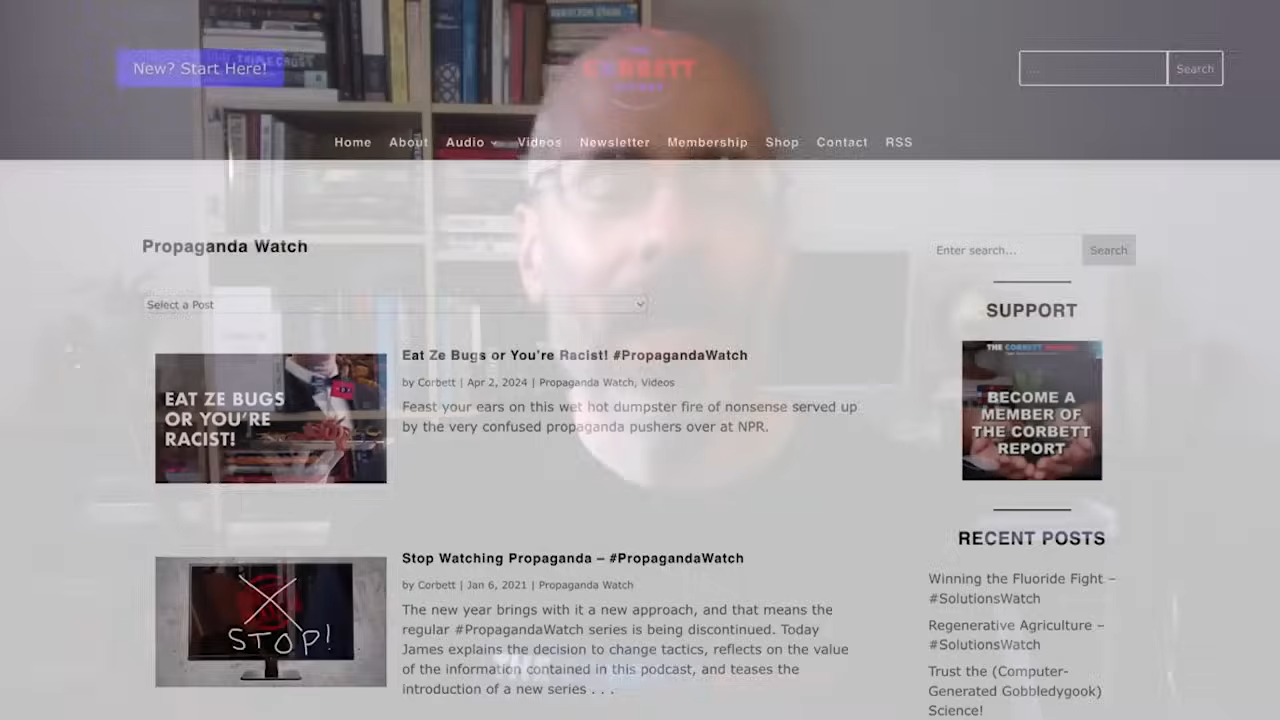 New? Start Here!
CORBETT
...
Search
Home
About
Audio
Videos
Newsletter
Membership
Shop
Contact
RSS
Propaganda Watch
Select a Post
EAT ZE BUGS
OR YOU'RE
RACIST!
Eat Ze Bugs or You're Racist! #PropagandaWatch
by Corbett | Apr 2, 2024 | Propaganda Watch, Videos
Feast your ears on this wet hot dumpster fire of nonsense served up
by the very confused propaganda pushers over at NPR.
STOP!
Stop Watching Propaganda – #PropagandaWatch
by Corbett | Jan 6, 2021 | Propaganda Watch
The new year brings with it a new approach, and that means the
regular #PropagandaWatch series is being discontinued. Today
James explains the decision to change tactics, reflects on the value
of the information contained in this podcast, and teases the
introduction of a new series . . .
Enter search...
Search
SUPPORT
THE CORBETT
BECOME A
MEMBER OF
THE CORBETT
REPORT
RECENT POSTS
Winning the Fluoride Fight –
#SolutionsWatch
Regenerative Agriculture –
#SolutionsWatch
Trust the (Computer-
Generated Gobbledygook)
Science!